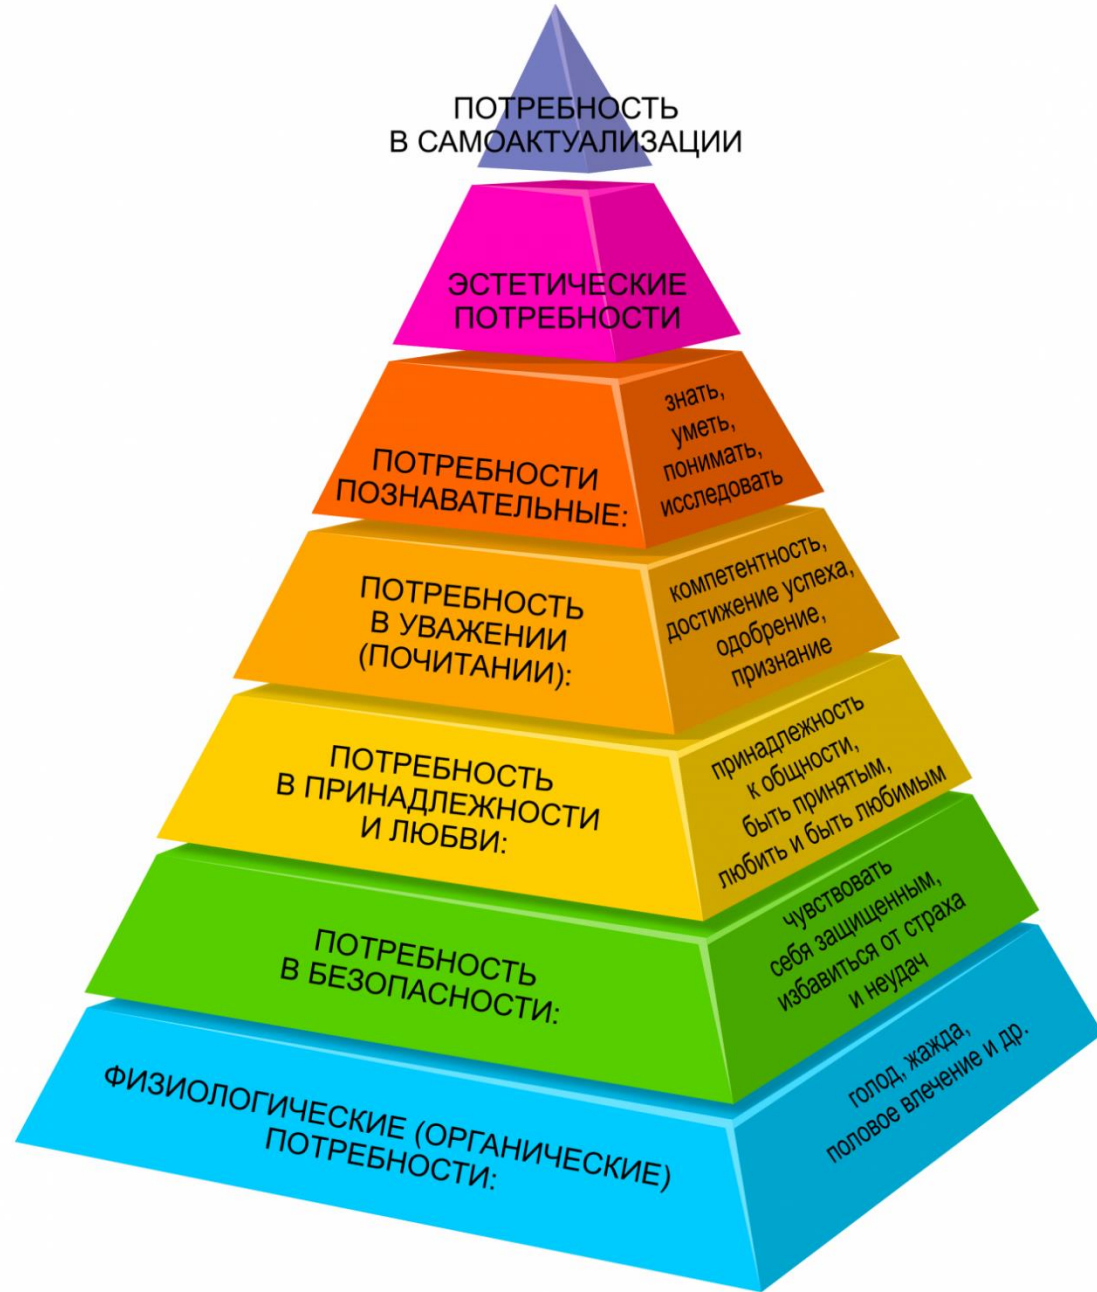 ПОТРЕБНОСТЬ
В САМОАКТУАЛИЗАЦИИ
ЭСТЕТИЧЕСКИЕ
ПОТРЕБНОСТИ
ПОТРЕБНОСТИ
ПОЗНАВАТЕЛЬНЫЕ:
знать,
уметь,
понимать,
исследовать
ПОТРЕБНОСТЬ
В УВАЖЕНИИ
(ПОЧИТАНИИ):
компетентность,
достижение успеха,
одобрение,
признание
ПОТРЕБНОСТЬ
В ПРИНАДЛЕЖНОСТИ
И ЛЮБВИ:
принадлежность
к общности,
быть принятым,
любить и быть любимым
ПОТРЕБНОСТЬ
В БЕЗОПАСНОСТИ:
чувствовать
себя защищенным,
избавиться от страха
и неудач
ФИЗИОЛОГИЧЕСКИЕ (ОРГАНИЧЕСКИЕ)
ПОТРЕБНОСТИ:
голод, жажда,
половое влечение и др.